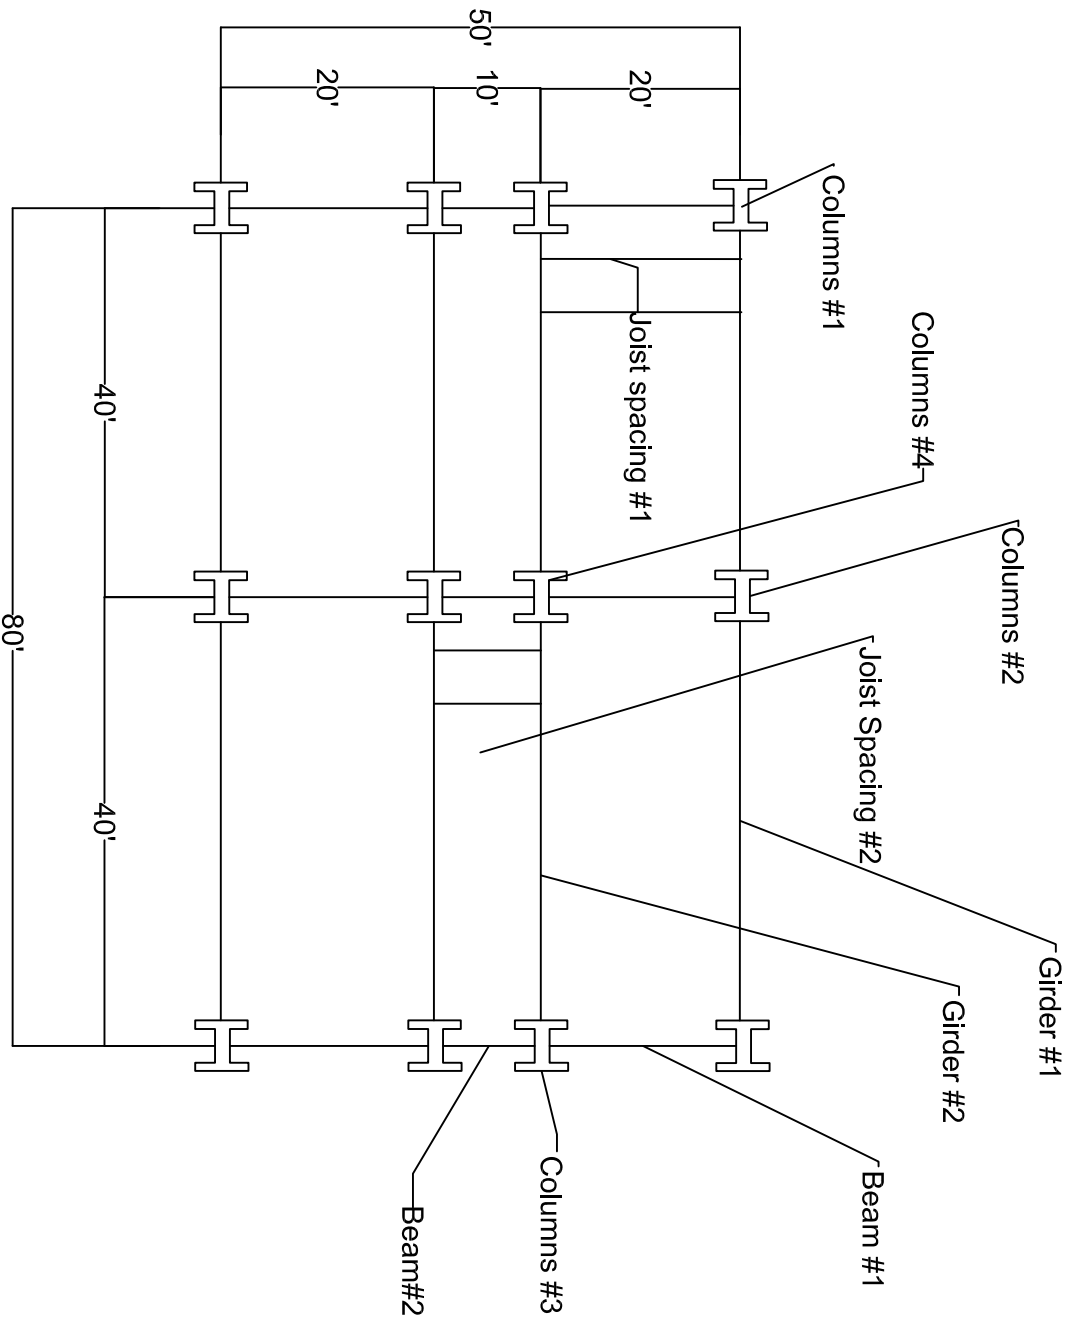 50'
20'
10'
20'
Columns #1
Joist spacing #1
Columns #4
Columns #2
40'
80'
Joist Spacing #2
40'
Girder #1
Girder #2
Beam #1
Columns #3
Beam#2